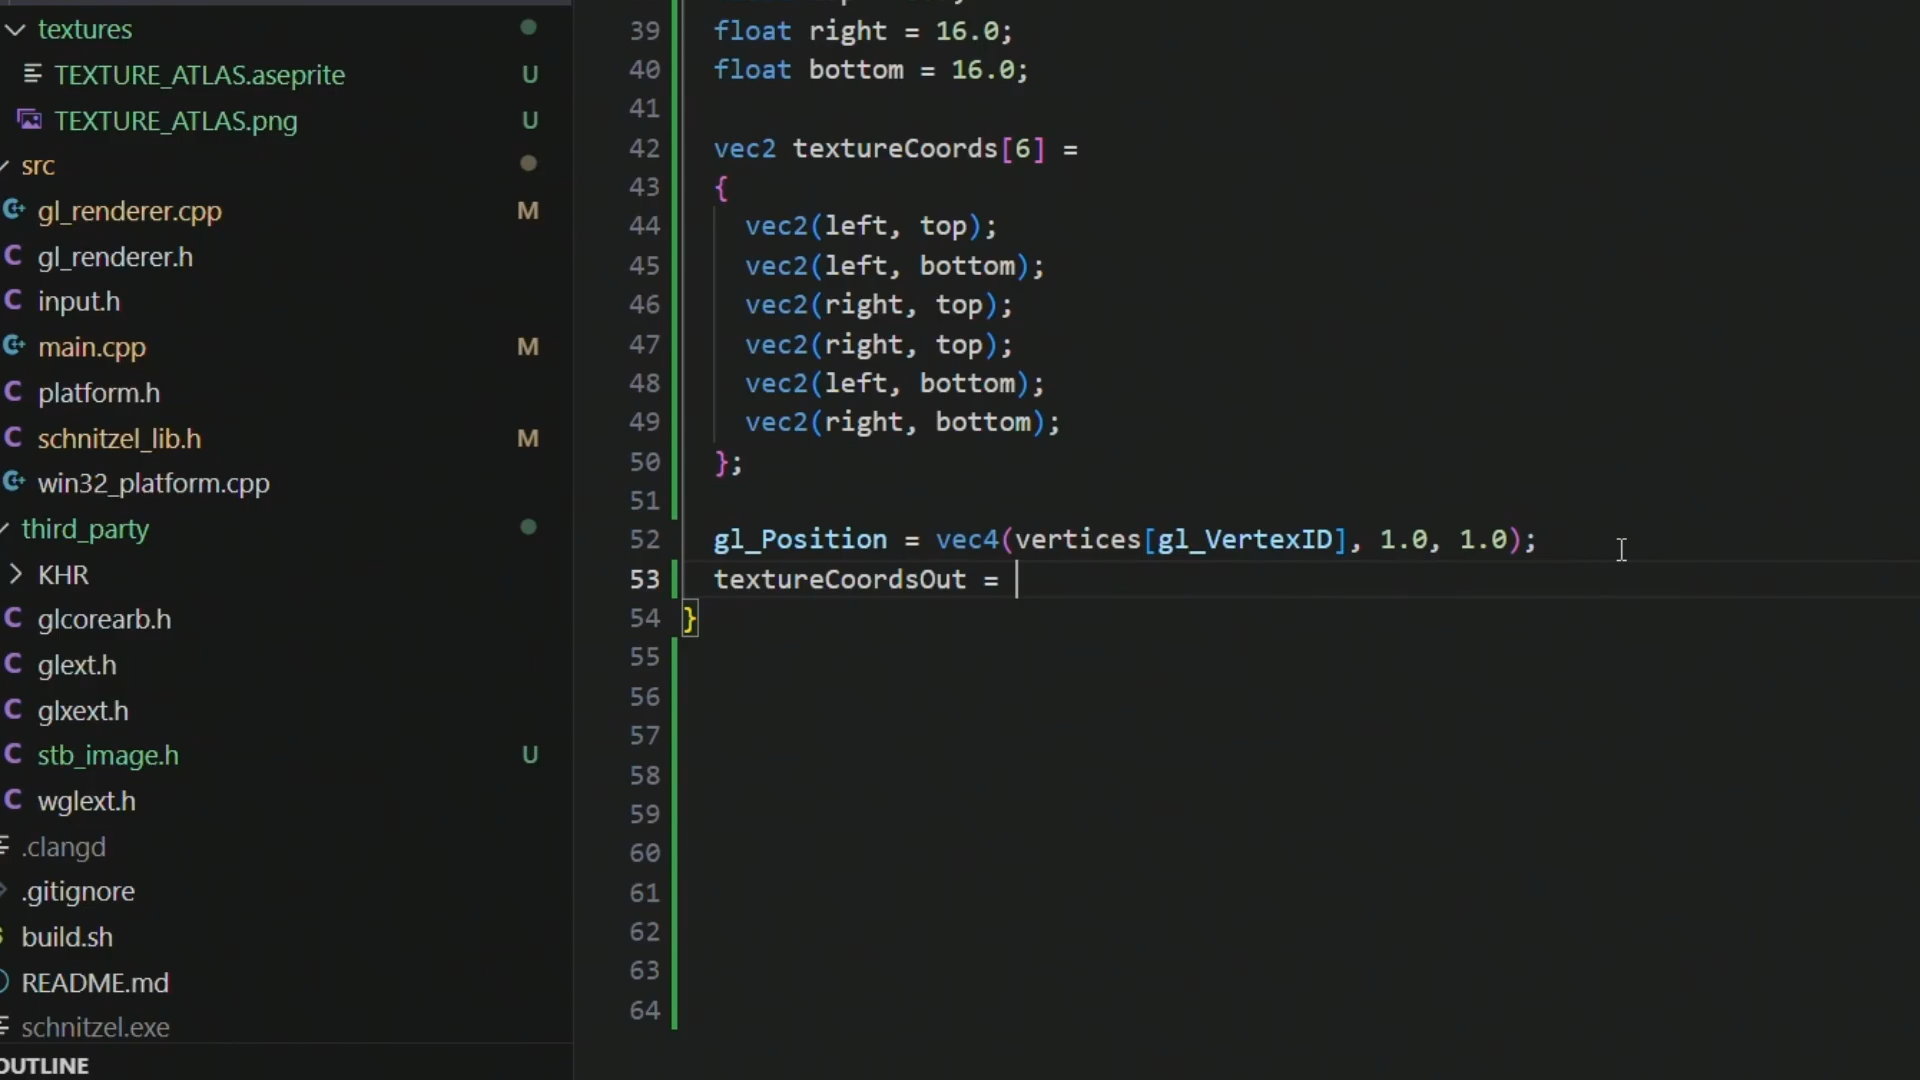 textures
TEXTURE_ATLAS.aseprite U
TEXTURE_ATLAS.png U
src
gl_renderer.cpp M
gl_renderer.h
input.h
main.cpp M
platform.h
schnitzel_lib.h M
win32_platform.cpp
third_party
KHR
glcorearb.h
glext.h
glxext.h
stb_image.h U
wglext.h
.clangd
.gitignore
build.sh
README.md
schnitzel.exe
OUTLINE
39 float right = 16.0;
40 float bottom = 16.0;
41
42 vec2 textureCoords[6] =
43 {
44 vec2(left, top);
45 vec2(left, bottom);
46 vec2(right, top);
47 vec2(right, top);
48 vec2(left, bottom);
49 vec2(right, bottom);
50 };
51
52 gl_Position = vec4(vertices[gl_VertexID], 1.0, 1.0);
53 textureCoordsOut =
54 }
55
56
57
58
59
60
61
62
63
64